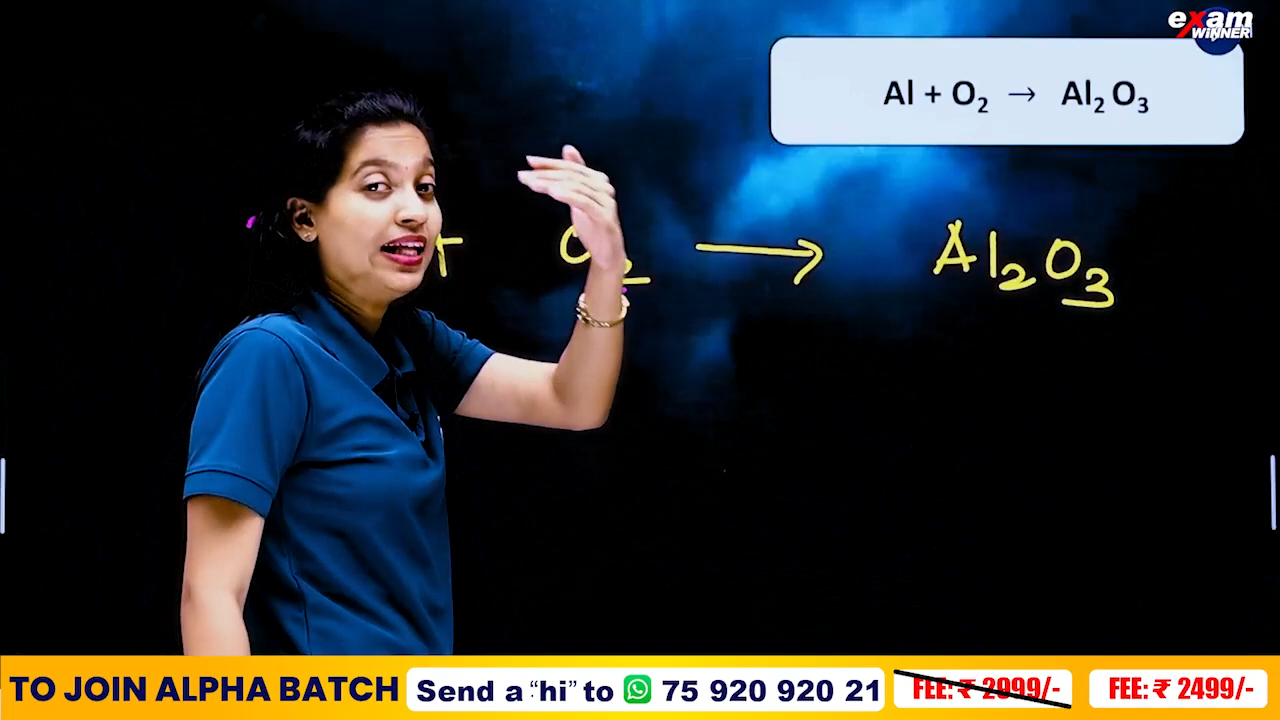 exam
WINNER
Al + O₂ → Al₂ O₃
+ O₂ → Al₂O₃
TO JOIN ALPHA BATCH Send a “hi” to 75 920 920 21 FEE: ₹ 2999/- FEE: ₹ 2499/-